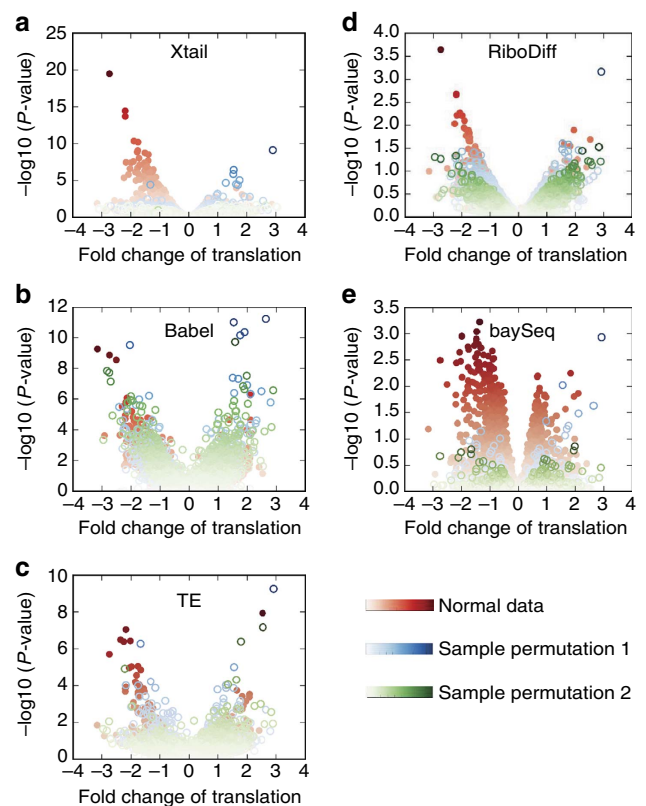 a
25
20
15
10
5
0
−log10 (P-value)
Xtail
−4 −3 −2 −1 0 1 2 3 4
Fold change of translation
b
12
10
8
6
4
2
0
−log10 (P-value)
Babel
−4 −3 −2 −1 0 1 2 3 4
Fold change of translation
c
10
8
6
4
2
0
−log10 (P-value)
TE
−4 −3 −2 −1 0 1 2 3 4
Fold change of translation
d
4.0
3.5
3.0
2.5
2.0
1.5
1.0
0.5
0.0
−log10 (P-value)
RiboDiff
−4 −3 −2 −1 0 1 2 3 4
Fold change of translation
e
3.5
3.0
2.5
2.0
1.5
1.0
0.5
0.0
−log10 (P-value)
baySeq
−4 −3 −2 −1 0 1 2 3 4
Fold change of translation
Normal data
Sample permutation 1
Sample permutation 2